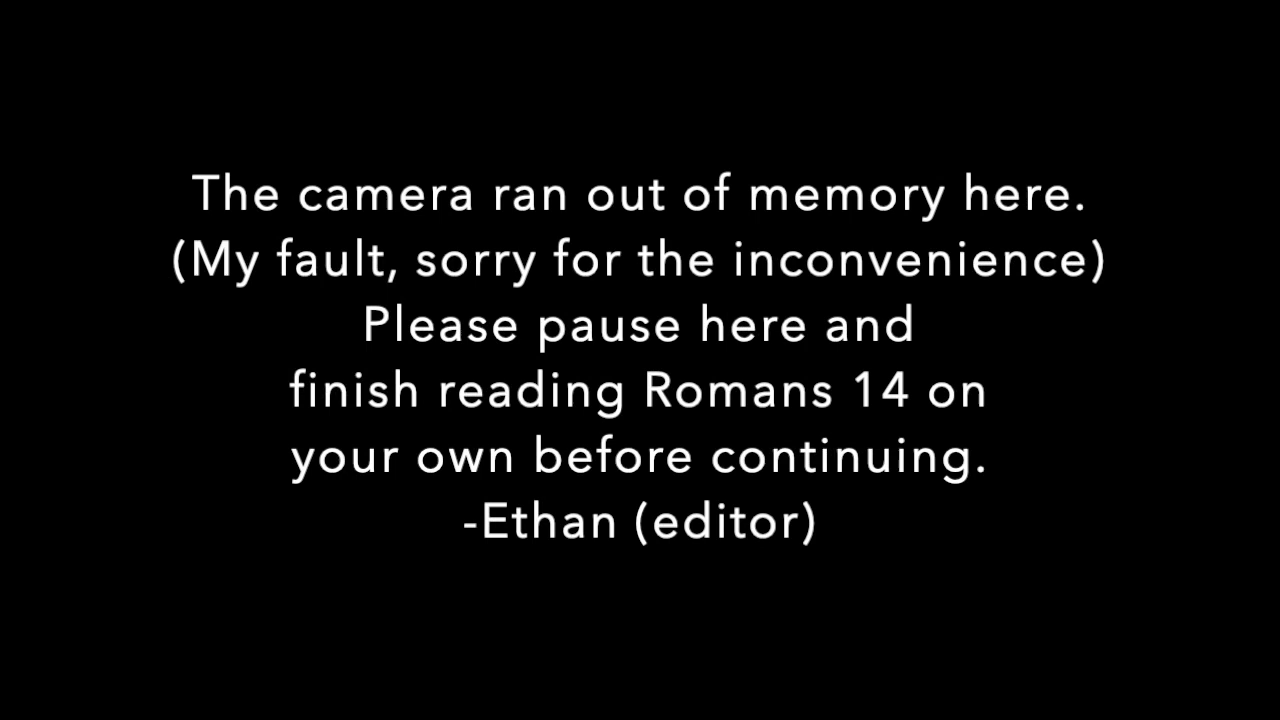 The camera ran out of memory here.
(My fault, sorry for the inconvenience)
Please pause here and
finish reading Romans 14 on
your own before continuing.
-Ethan (editor)